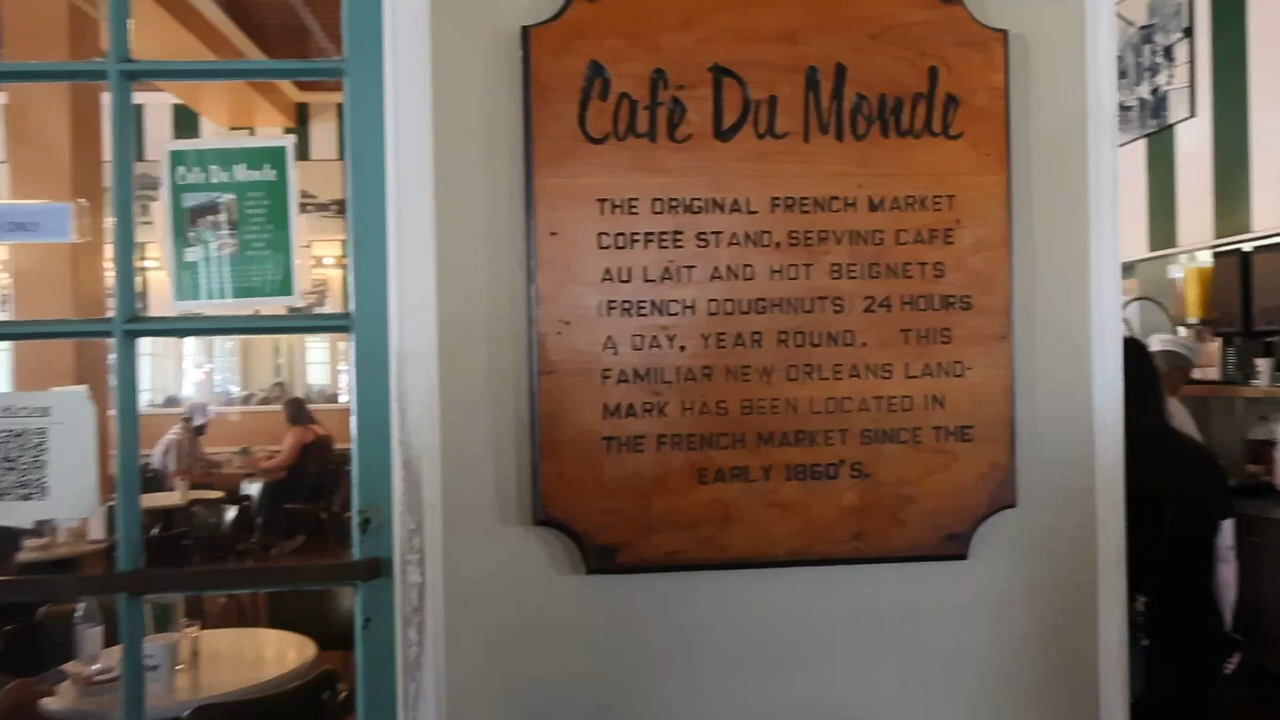 Café Du Monde
THE ORIGINAL FRENCH MARKET
COFFEE STAND, SERVING CAFE'
AU LAIT AND HOT BEIGNETS
(FRENCH DOUGHNUTS) 24 HOURS
A DAY, YEAR ROUND. THIS
FAMILIAR NEW ORLEANS LAND-
MARK HAS BEEN LOCATED IN
THE FRENCH MARKET SINCE THE
EARLY 1860'S.
Cafe Du Monde
ONLY